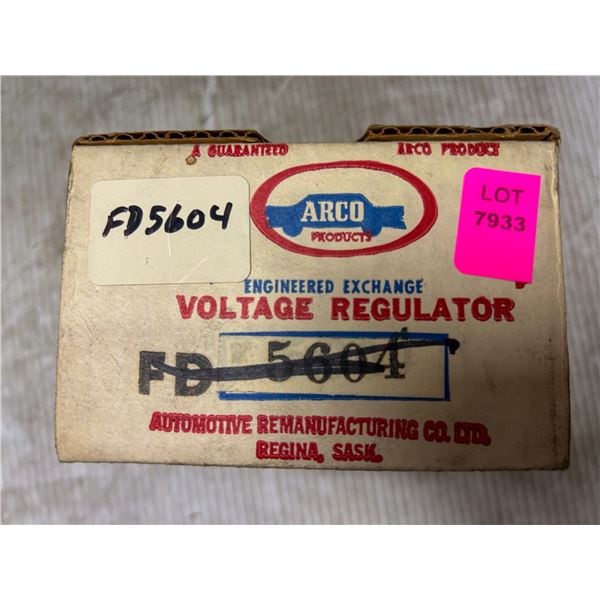 A GUARANTEED ARCO PRODUCT
FD5604
ARCO
PRODUCTS
LOT
7933
ENGINEERED EXCHANGE
VOLTAGE REGULATOR
FD 5604
AUTOMOTIVE REMANUFACTURING CO. LTD.
REGINA, SASK.